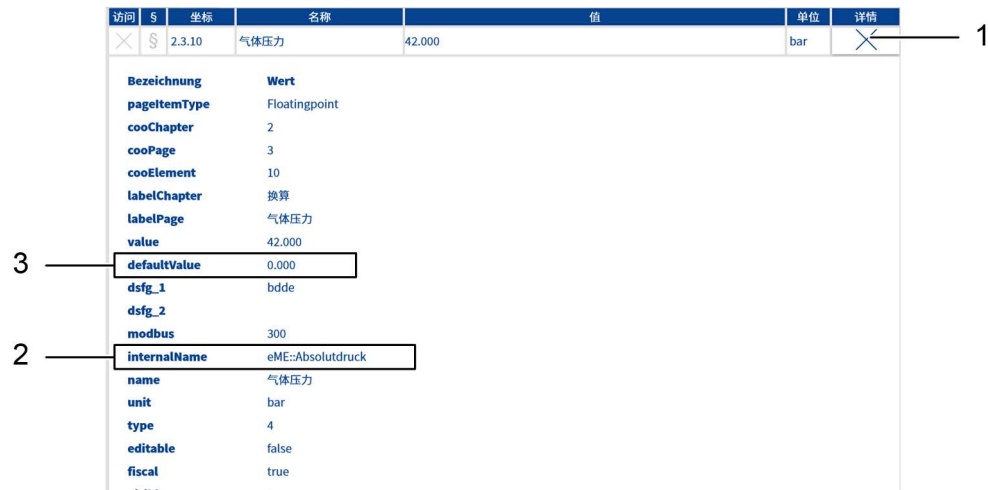 访问 § 坐标 名称 值 单位 详情
§ 2.3.10 气体压力 42.000 bar
1
Bezeichnung Wert
pageItemType Floatingpoint
cooChapter 2
cooPage 3
cooElement 10
labelChapter 换算
labelPage 气体压力
value 42.000
3 defaultValue 0.000
dsfg_1 bdde
dsfg_2
modbus 300
2 internalName eME::Absolutdruck
name 气体压力
unit bar
type 4
editable false
fiscal true